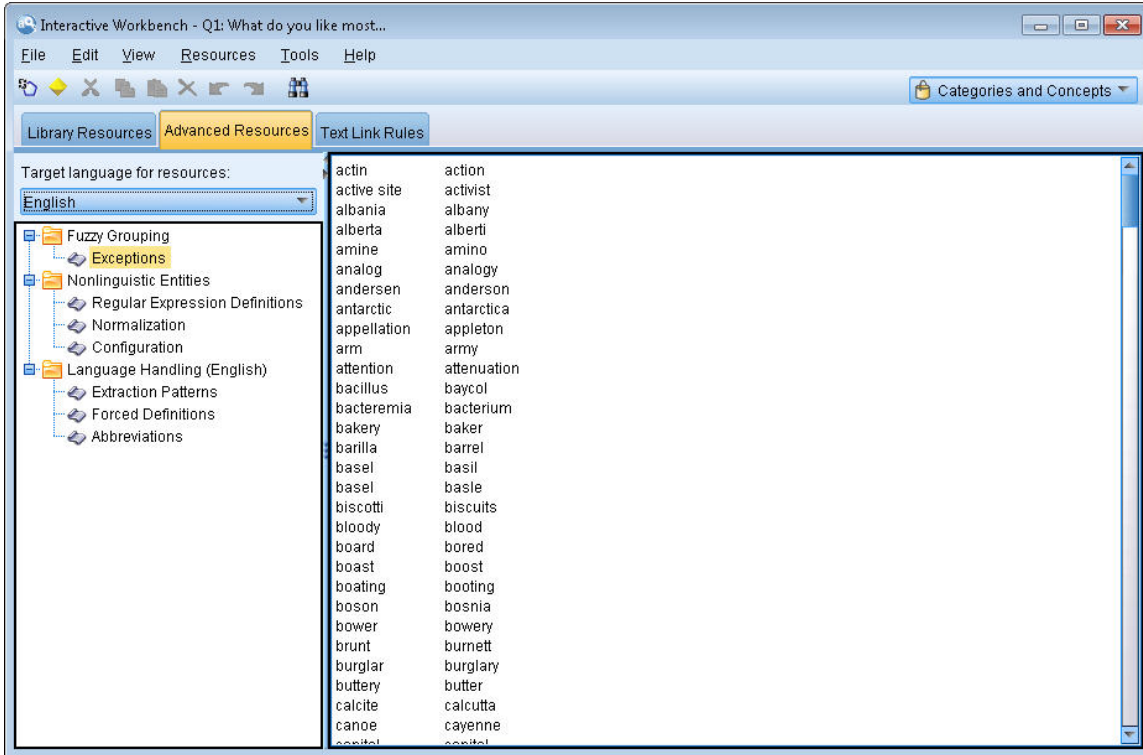 Interactive Workbench - Q1: What do you like most...
File Edit View Resources Tools Help
Categories and Concepts
Library Resources Advanced Resources Text Link Rules
Target language for resources:
English
Fuzzy Grouping
Exceptions
Nonlinguistic Entities
Regular Expression Definitions
Normalization
Configuration
Language Handling (English)
Extraction Patterns
Forced Definitions
Abbreviations
actin action
active site activist
albania albany
alberta alberti
amine amino
analog analogy
andersen anderson
antarctic antarctica
appellation appleton
arm army
attention attenuation
bacillus baycol
bacteremia bacterium
bakery baker
barilla barrel
basel basil
basel basle
biscotti biscuits
bloody blood
board bored
boast boost
boating booting
boson bosnia
bower bowery
brunt burnett
burglar burglary
buttery butter
calcite calcutta
canoe cayenne